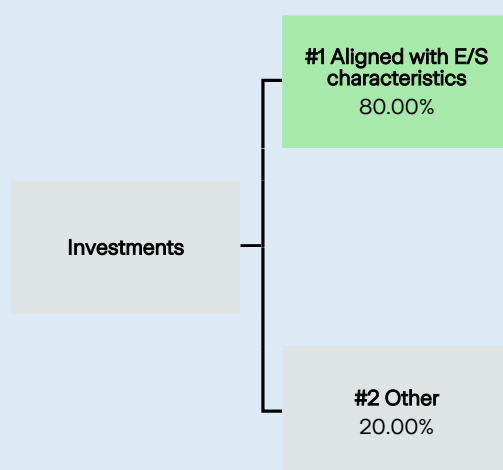 #1 Aligned with E/S
characteristics
80.00%
Investments
#2 Other
20.00%